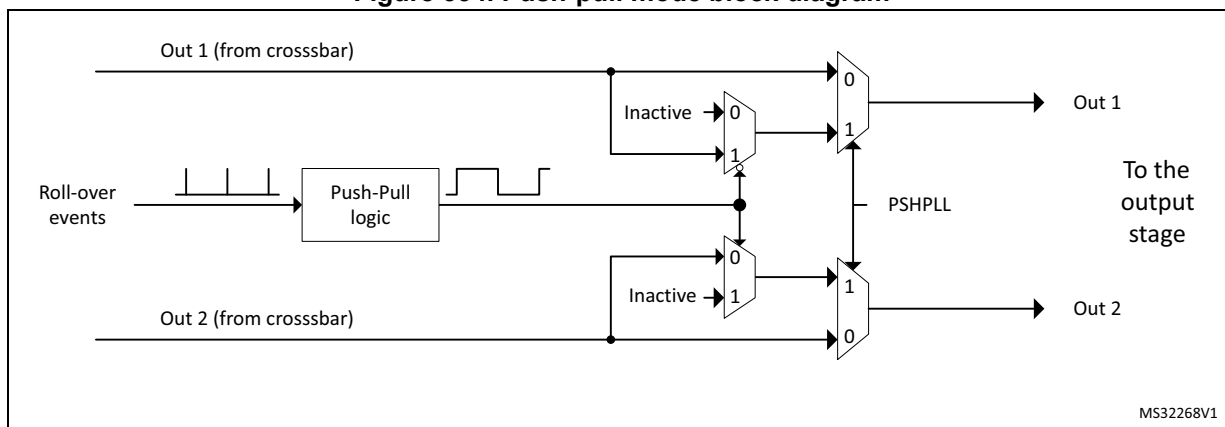 Figure Push-pull mode block diagram
Out 1 (from crosssbar)
0
Inactive
0
Out 1
1
1
Roll-over
events
Push-Pull
logic
PSHPLL
To the
output
stage
0
1
Inactive
1
Out 2
Out 2 (from crosssbar)
0
MS32268V1